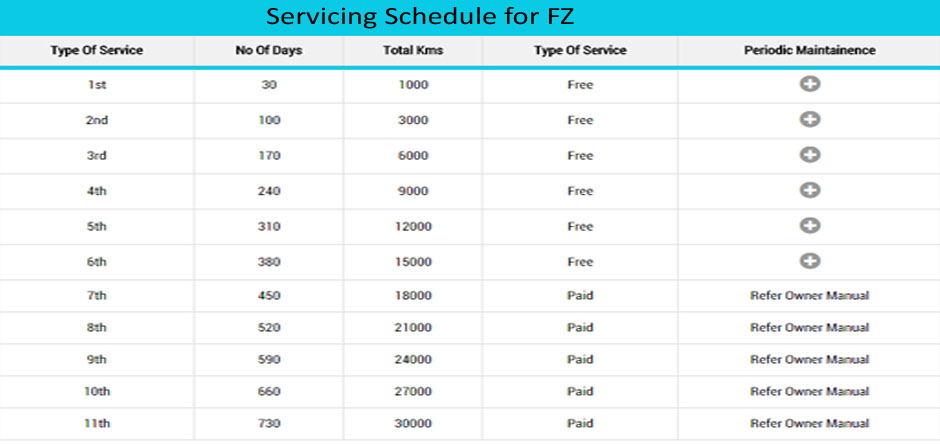 Servicing Schedule for FZ
Type Of Service No Of Days Total Kms Type Of Service Periodic Maintainence
1st 30 1000 Free
2nd 100 3000 Free
3rd 170 6000 Free
4th 240 9000 Free
5th 310 12000 Free
6th 380 15000 Free
7th 450 18000 Paid Refer Owner Manual
8th 520 21000 Paid Refer Owner Manual
9th 590 24000 Paid Refer Owner Manual
10th 660 27000 Paid Refer Owner Manual
11th 730 30000 Paid Refer Owner Manual